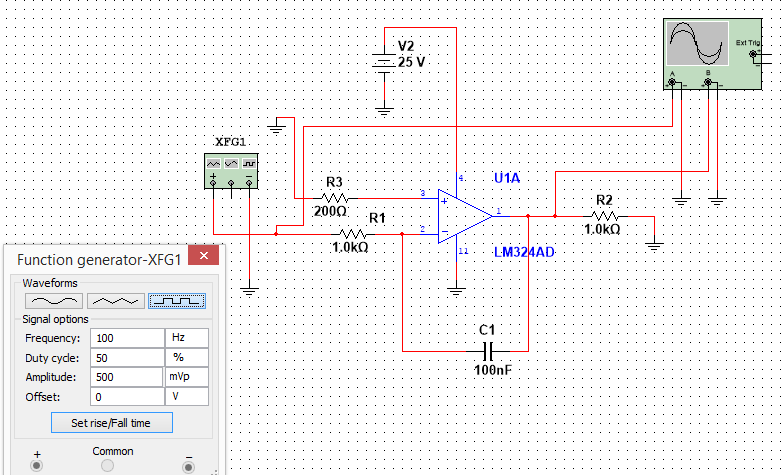 V2
25 V
Ext Trig
+
-
A
B
+ - + -
XFG1
+ -
4
U1A
R3
3
+
200Ω
R1
1
R2
2
-
1.0kΩ
1.0kΩ
11
LM324AD
C1
100nF
Function generator-XFG1
×
Waveforms
Signal options
Frequency: 100 Hz
Duty cycle: 50 %
Amplitude: 500 mVp
Offset: 0 V
Set rise/Fall time
+ Common -